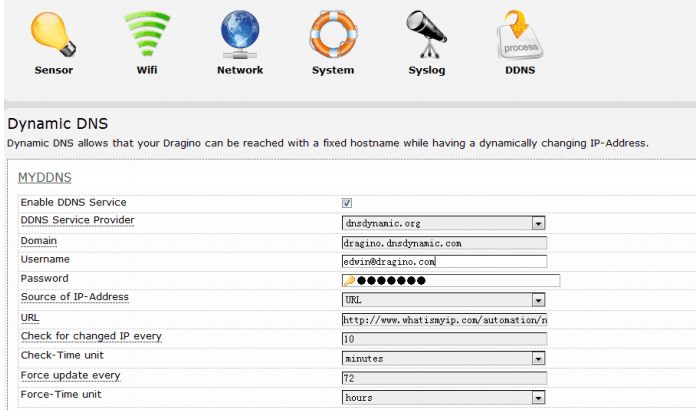 process
Sensor Wifi Network System Syslog DDNS
Dynamic DNS
Dynamic DNS allows that your Dragino can be reached with a fixed hostname while having a dynamically changing IP-Address.
MYDDNS
Enable DDNS Service
DDNS Service Provider dnsdynamic.org
Domain dragino.dnsdynamic.com
Username edwin@dragino.com
Password ●●●●●●●
Source of IP-Address URL
URL http://www.whatismyip.com/automation/n
Check for changed IP every 10
Check-Time unit minutes
Force update every 72
Force-Time unit hours